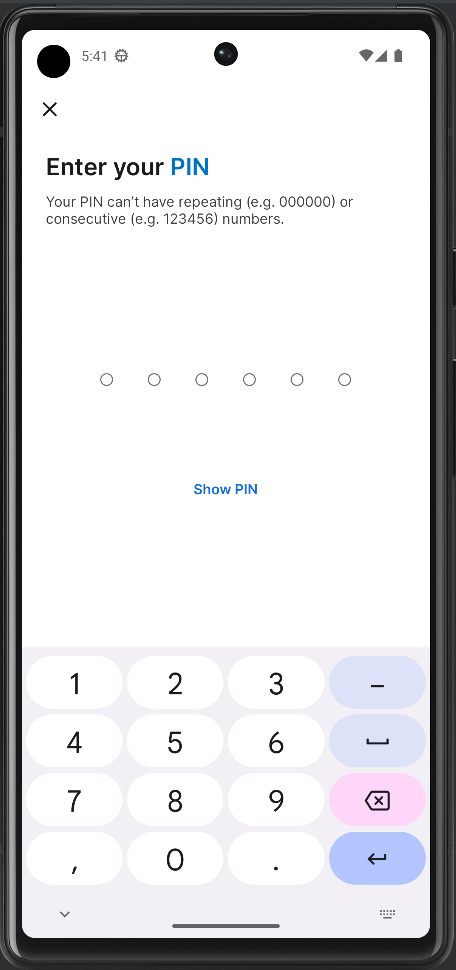 5:41
Enter your PIN
Your PIN can't have repeating (e.g. 000000) or
consecutive (e.g. 123456) numbers.
Show PIN
1 2 3 –
4 5 6
7 8 9
, 0 .